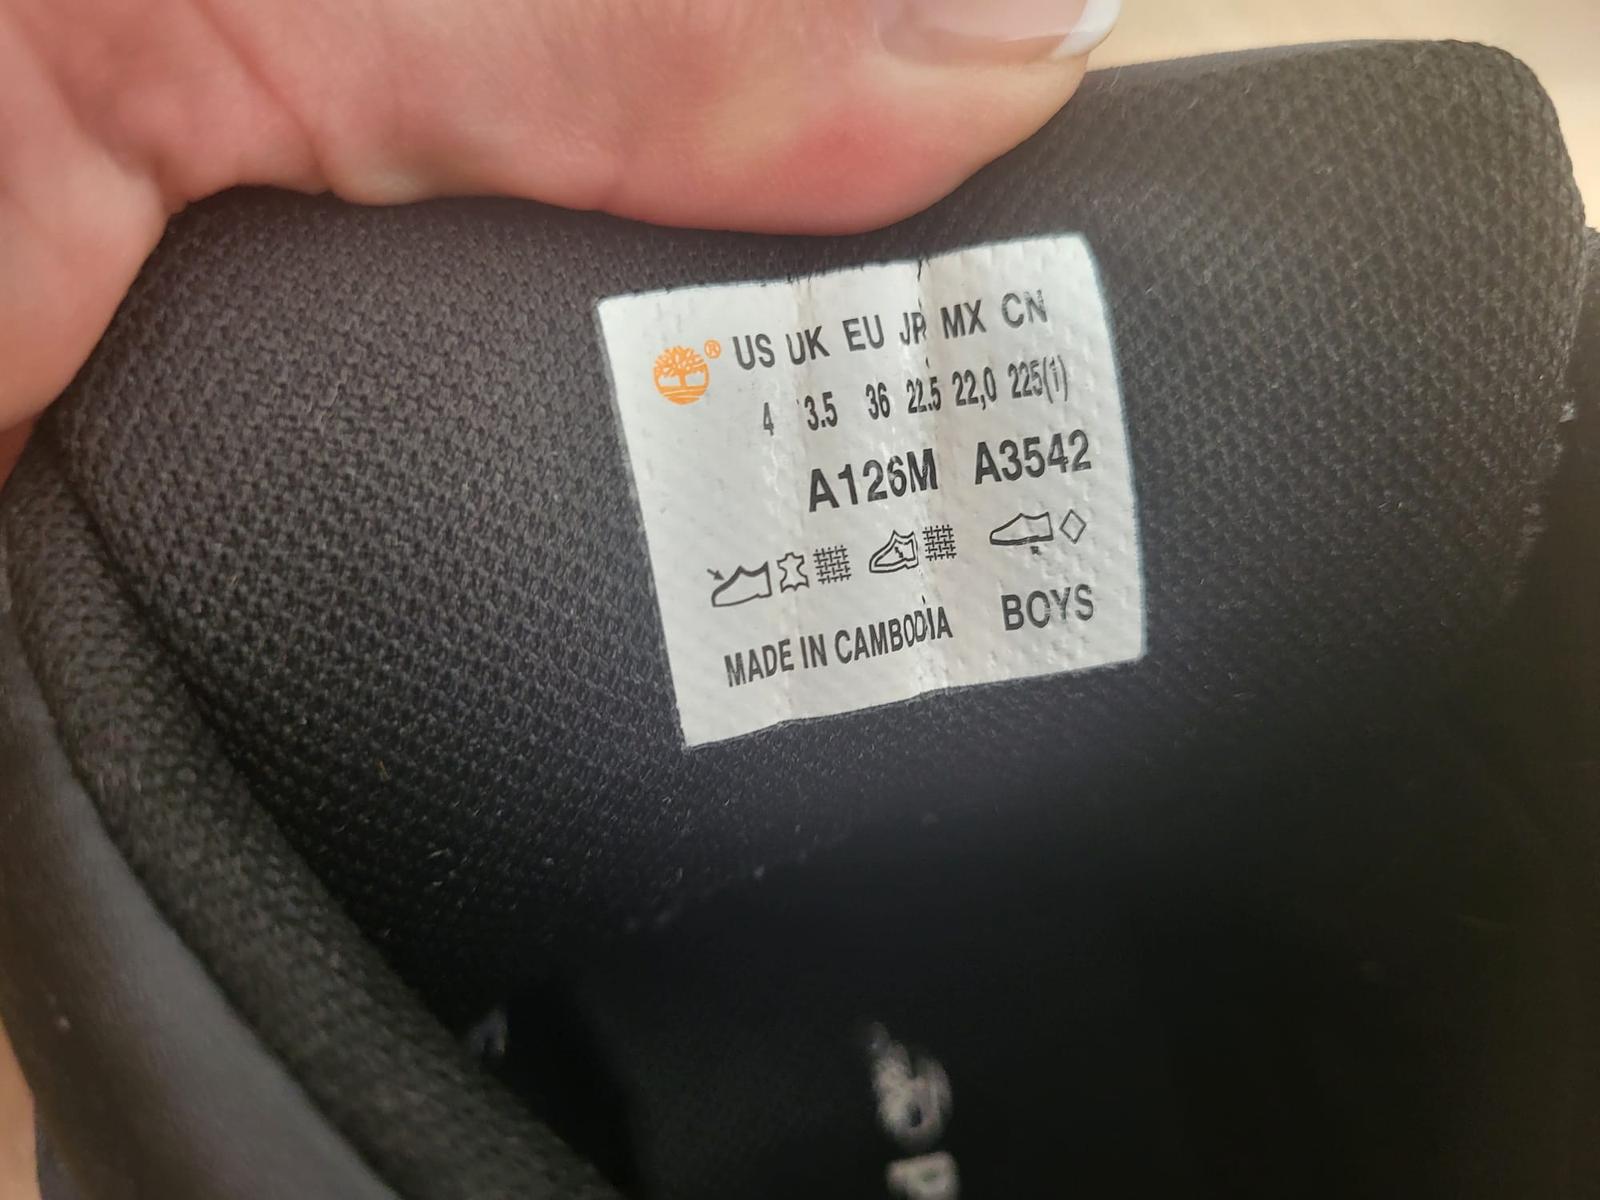 ® US UK EU JP MX CN
4 3.5 36 22.5 22,0 225(1)
A126M A3542
MADE IN CAMBODIA BOYS